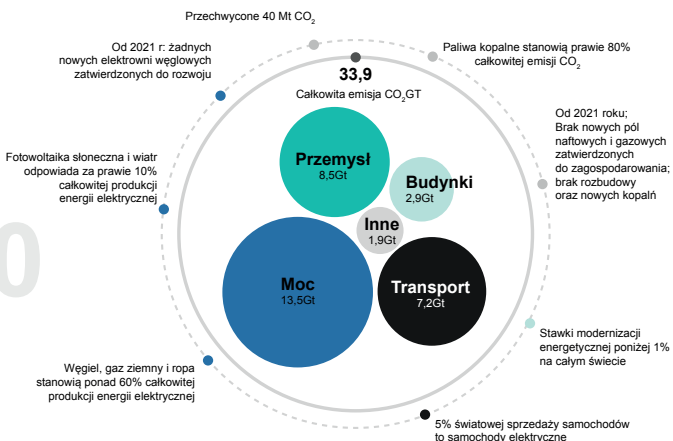 Przechwycone 40 Mt CO₂
Od 2021 r: żadnych
nowych elektrowni węglowych
zatwierdzonych do rozwoju
Paliwa kopalne stanowią prawie 80%
całkowitej emisji CO₂
33,9
Całkowita emisja CO₂GT
Od 2021 roku;
Brak nowych pól
naftowych i gazowych
zatwierdzonych
do zagospodarowania;
brak rozbudowy
oraz nowych kopalń
Fotowoltaika słoneczna i wiatr
odpowiada za prawie 10%
całkowitej produkcji
energii elektrycznej
Przemysł
8,5Gt
Budynki
2,9Gt
Inne
1,9Gt
0
Moc
13,5Gt
Transport
7,2Gt
Stawki modernizacji
energetycznej poniżej 1%
na całym świecie
Węgiel, gaz ziemny i ropa
stanowią ponad 60% całkowitej
produkcji energii elektrycznej
5% światowej sprzedaży samochodów
to samochody elektryczne